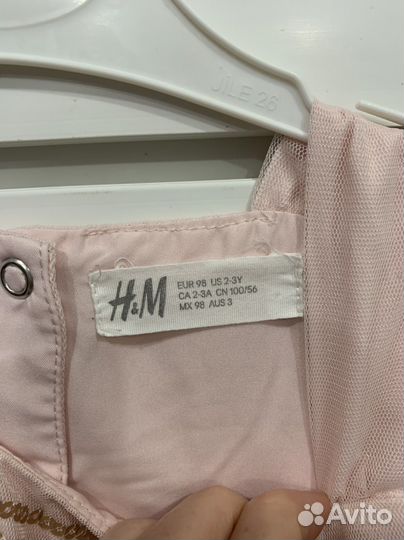 JILE 26
H&M
EUR 98 US 2-3Y
CA 2-3A CN 100/56
MX 98 AUS 3
Avito